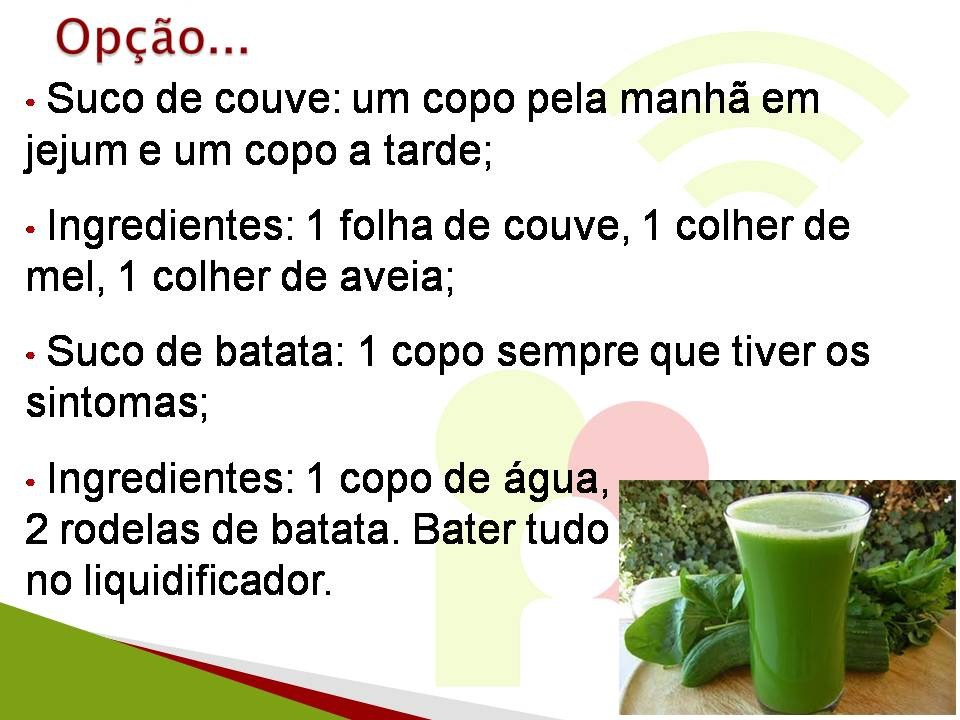 Opção...
• Suco de couve: um copo pela manhã em
jejum e um copo a tarde;
• Ingredientes: 1 folha de couve, 1 colher de
mel, 1 colher de aveia;
• Suco de batata: 1 copo sempre que tiver os
sintomas;
• Ingredientes: 1 copo de água,
2 rodelas de batata. Bater tudo
no liquidificador.